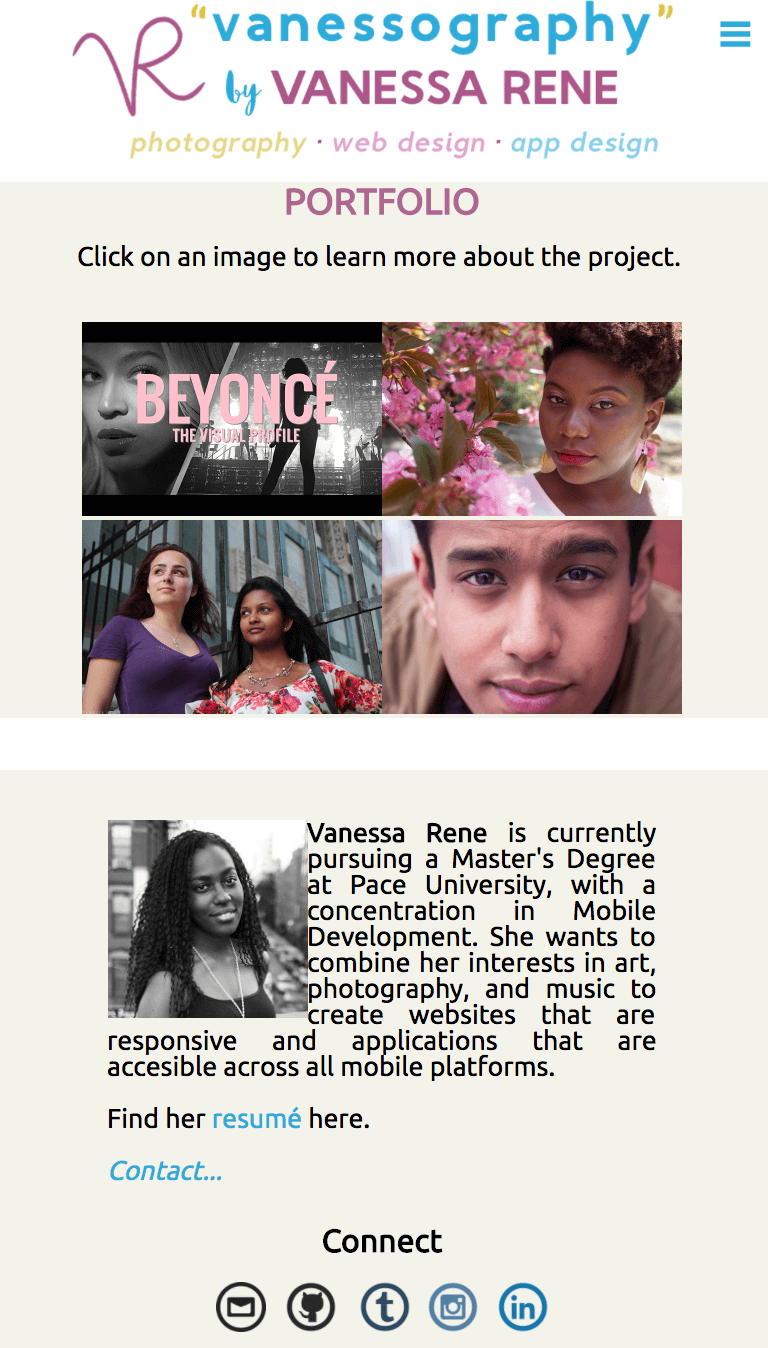 “vanessography”
by VANESSA RENE
photography · web design · app design
PORTFOLIO
Click on an image to learn more about the project.
BEYONCÉ
THE VISUAL PROFILE
Vanessa Rene is currently
pursuing a Master's Degree
at Pace University, with a
concentration in Mobile
Development. She wants to
combine her interests in art,
photography, and music to
create websites that are
responsive and applications that are
accesible across all mobile platforms.
Find her resumé here.
Contact...
Connect